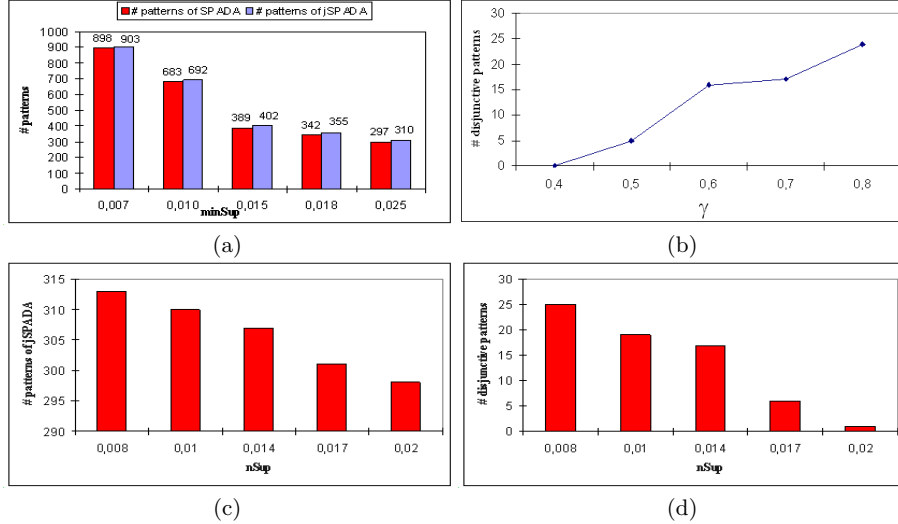 # patterns of SPADA # patterns of jSPADA
# patterns
1000
900
800
700
600
500
400
300
200
100
0
898 903
683 692
389 402
342 355
297 310
0,007 0,010 0,015 0,018 0,025
minSup
(a)
# disjunctive patterns
30
25
20
15
10
5
0
0,4 0,5 0,6 0,7 0,8
γ
(b)
# patterns of jSPADA
315
310
305
300
295
290
0,008 0,01 0,014 0,017 0,02
nSup
(c)
# disjunctive patterns
30
25
20
15
10
5
0
0,008 0,01 0,014 0,017 0,02
nSup
(d)